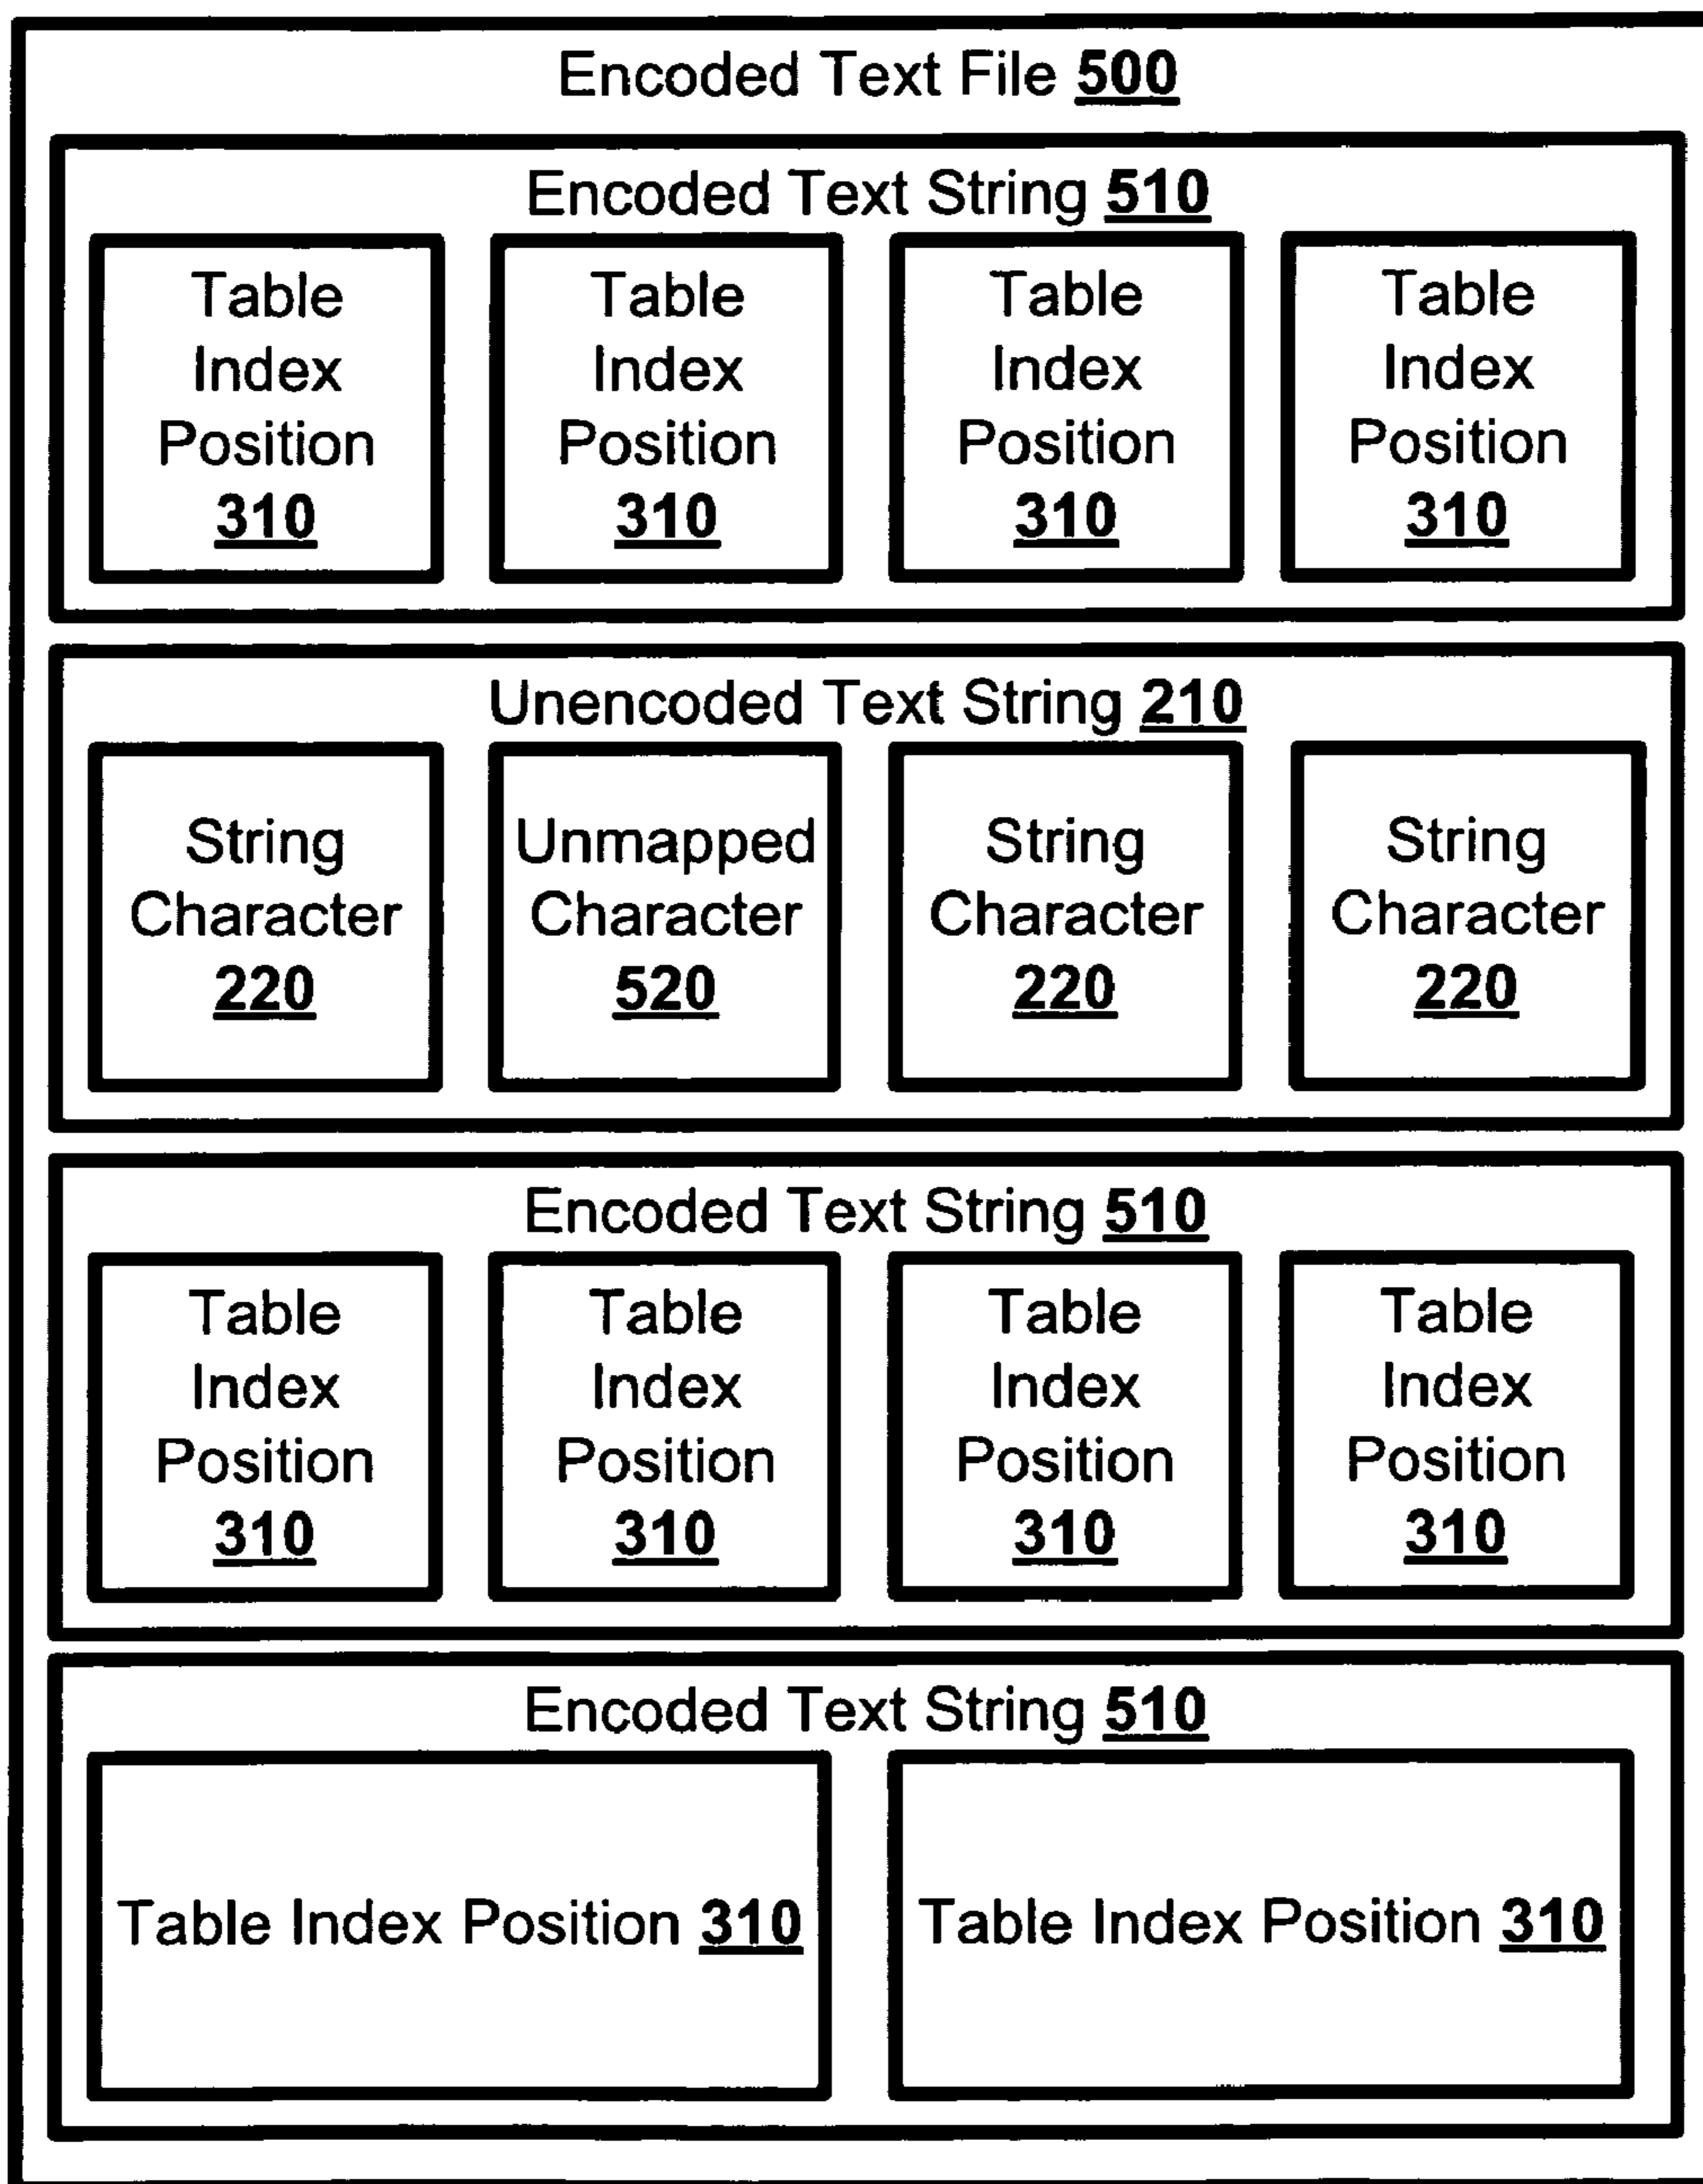 Encoded Text File 500
Encoded Text String 510
Table Index Position 310
Table Index Position 310
Table Index Position 310
Table Index Position 310
Unencoded Text String 210
String Character 220
Unmapped Character 520
String Character 220
String Character 220
Encoded Text String 510
Table Index Position 310
Table Index Position 310
Table Index Position 310
Table Index Position 310
Encoded Text String 510
Table Index Position 310
Table Index Position 310